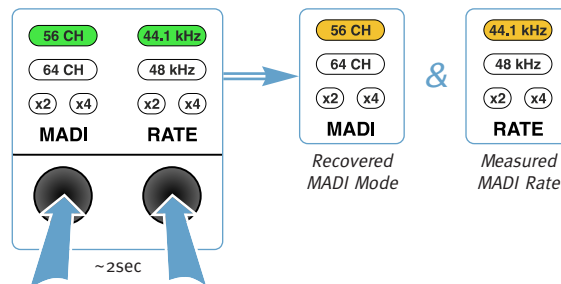 56 CH
64 CH
x2 x4
MADI
44.1 kHz
48 kHz
x2 x4
RATE
~2sec
56 CH
64 CH
x2 x4
MADI
Recovered
MADI Mode
&
44.1 kHz
48 kHz
x2 x4
RATE
Measured
MADI Rate